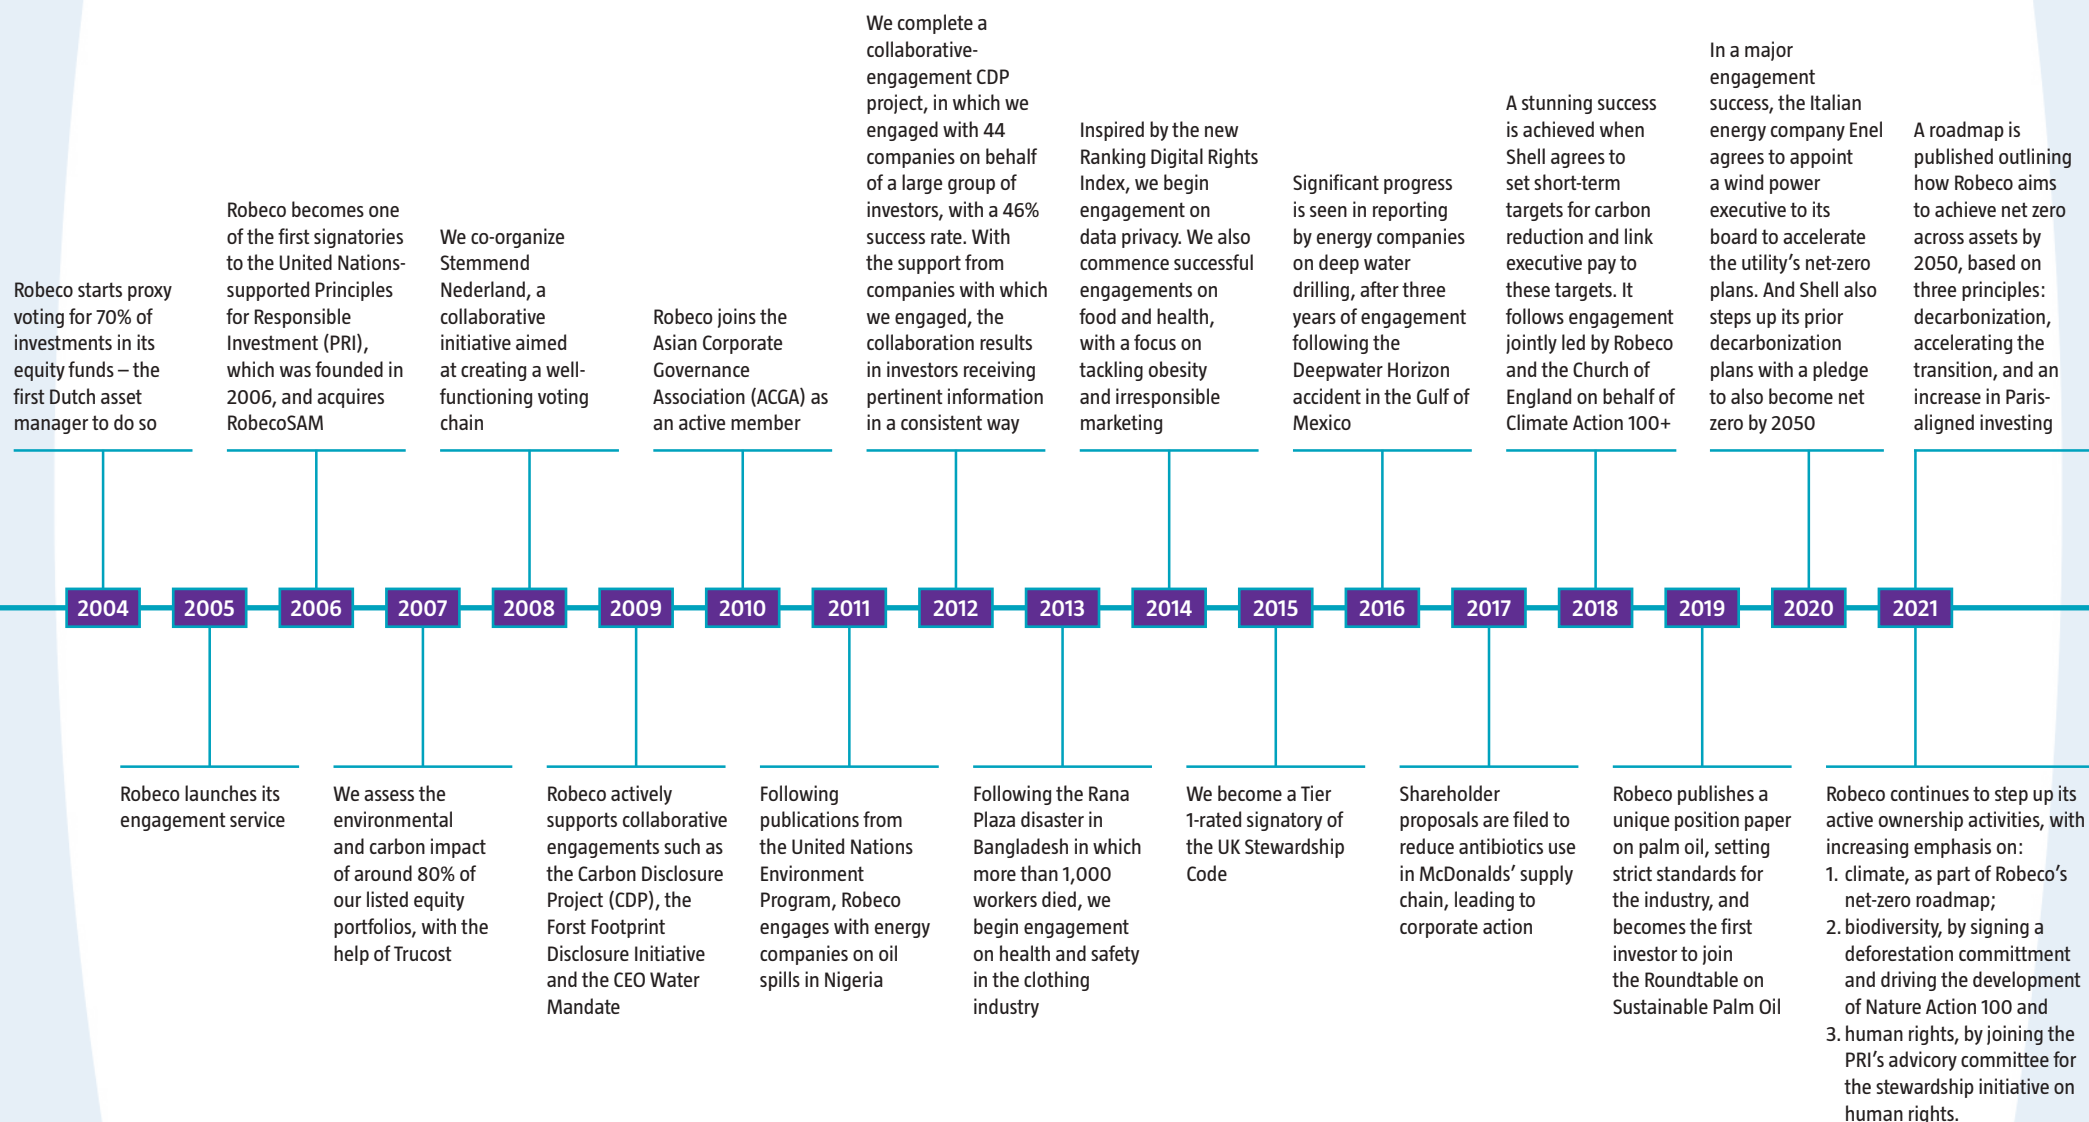 Robeco starts proxy
voting for 70% of
investments in its
equity funds – the
first Dutch asset
manager to do so
Robeco becomes one
of the first signatories
to the United Nations-
supported Principles
for Responsible
Investment (PRI),
which was founded in
2006, and acquires
RobecoSAM
We co-organize
Stemmend
Nederland, a
collaborative
initiative aimed
at creating a well-
functioning voting
chain
Robeco joins the
Asian Corporate
Governance
Association (ACGA) as
an active member
We complete a
collaborative-
engagement CDP
project, in which we
engaged with 44
companies on behalf
of a large group of
investors, with a 46%
success rate. With
the support from
companies with which
we engaged, the
collaboration results
in investors receiving
pertinent information
in a consistent way
Inspired by the new
Ranking Digital Rights
Index, we begin
engagement on
data privacy. We also
commence successful
engagements on
food and health,
with a focus on
tackling obesity
and irresponsible
marketing
Significant progress
is seen in reporting
by energy companies
on deep water
drilling, after three
years of engagement
following the
Deepwater Horizon
accident in the Gulf of
Mexico
A stunning success
is achieved when
Shell agrees to
set short-term
targets for carbon
reduction and link
executive pay to
these targets. It
follows engagement
jointly led by Robeco
and the Church of
England on behalf of
Climate Action 100+
In a major
engagement
success, the Italian
energy company Enel
agrees to appoint
a wind power
executive to its
board to accelerate
the utility's net-zero
plans. And Shell also
steps up its prior
decarbonization
plans with a pledge
to also become net
zero by 2050
A roadmap is
published outlining
how Robeco aims
to achieve net zero
across assets by
2050, based on
three principles:
decarbonization,
accelerating the
transition, and an
increase in Paris-
aligned investing
2004 2005 2006 2007 2008 2009 2010 2011 2012 2013 2014 2015 2016 2017 2018 2019 2020 2021
Robeco launches its
engagement service
We assess the
environmental
and carbon impact
of around 80% of
our listed equity
portfolios, with the
help of Trucost
Robeco actively
supports collaborative
engagements such as
the Carbon Disclosure
Project (CDP), the
Forst Footprint
Disclosure Initiative
and the CEO Water
Mandate
Following
publications from
the United Nations
Environment
Program, Robeco
engages with energy
companies on oil
spills in Nigeria
Following the Rana
Plaza disaster in
Bangladesh in which
more than 1,000
workers died, we
begin engagement
on health and safety
in the clothing
industry
We become a Tier
1-rated signatory of
the UK Stewardship
Code
Shareholder
proposals are filed to
reduce antibiotics use
in McDonalds' supply
chain, leading to
corporate action
Robeco publishes a
unique position paper
on palm oil, setting
strict standards for
the industry, and
becomes the first
investor to join
the Roundtable on
Sustainable Palm Oil
Robeco continues to step up its
active ownership activities, with
increasing emphasis on:
1. climate, as part of Robeco's
net-zero roadmap;
2. biodiversity, by signing a
deforestation committment
and driving the development
of Nature Action 100 and
3. human rights, by joining the
PRI's advicory committee for
the stewardship initiative on
human rights.